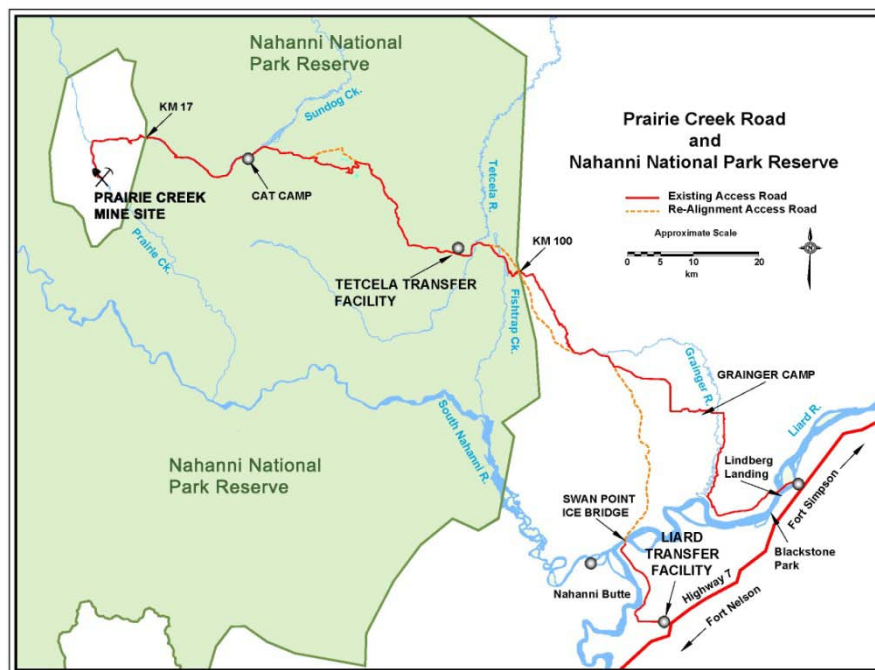 Nahanni National
Park Reserve
KM 17
Sundog Ck.
CAT CAMP
PRAIRIE CREEK
MINE SITE
Prairie Ck.
Tetcela R.
KM 100
TETCELA TRANSFER
FACILITY
Fishtrap Ck.
South Nahanni R.
Nahanni National
Park Reserve
Prairie Creek Road
and
Nahanni National Park Reserve
Existing Access Road
Re-Alignment Access Road
Approximate Scale
0 5 10 20
km
N
Grainger R.
GRAINGER CAMP
Liard R.
Lindberg
Landing
Fort Simpson
SWAN POINT
ICE BRIDGE
LIARD
TRANSFER
FACILITY
Blackstone
Park
Nahanni Butte
Highway 7
Fort Nelson